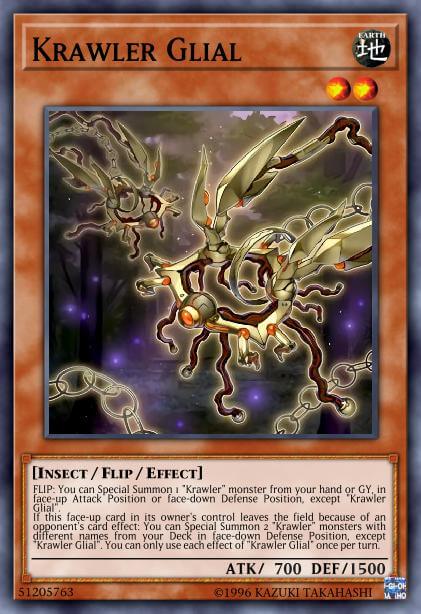 KRAWLER GLIAL
EARTH
地
[INSECT / FLIP / EFFECT]
FLIP: You can Special Summon 1 "Krawler" monster from your hand or GY, in
face-up Attack Position or face-down Defense Position, except "Krawler
Glial".
If this face-up card in its owner's control leaves the field because of an
opponent's card effect: You can Special Summon 2 "Krawler" monsters with
different names from your Deck in face-down Defense Position, except
"Krawler Glial". You can only use each effect of "Krawler Glial" once per turn.
ATK/ 700 DEF/1500
51205763 ©1996 KAZUKI TAKAHASHI